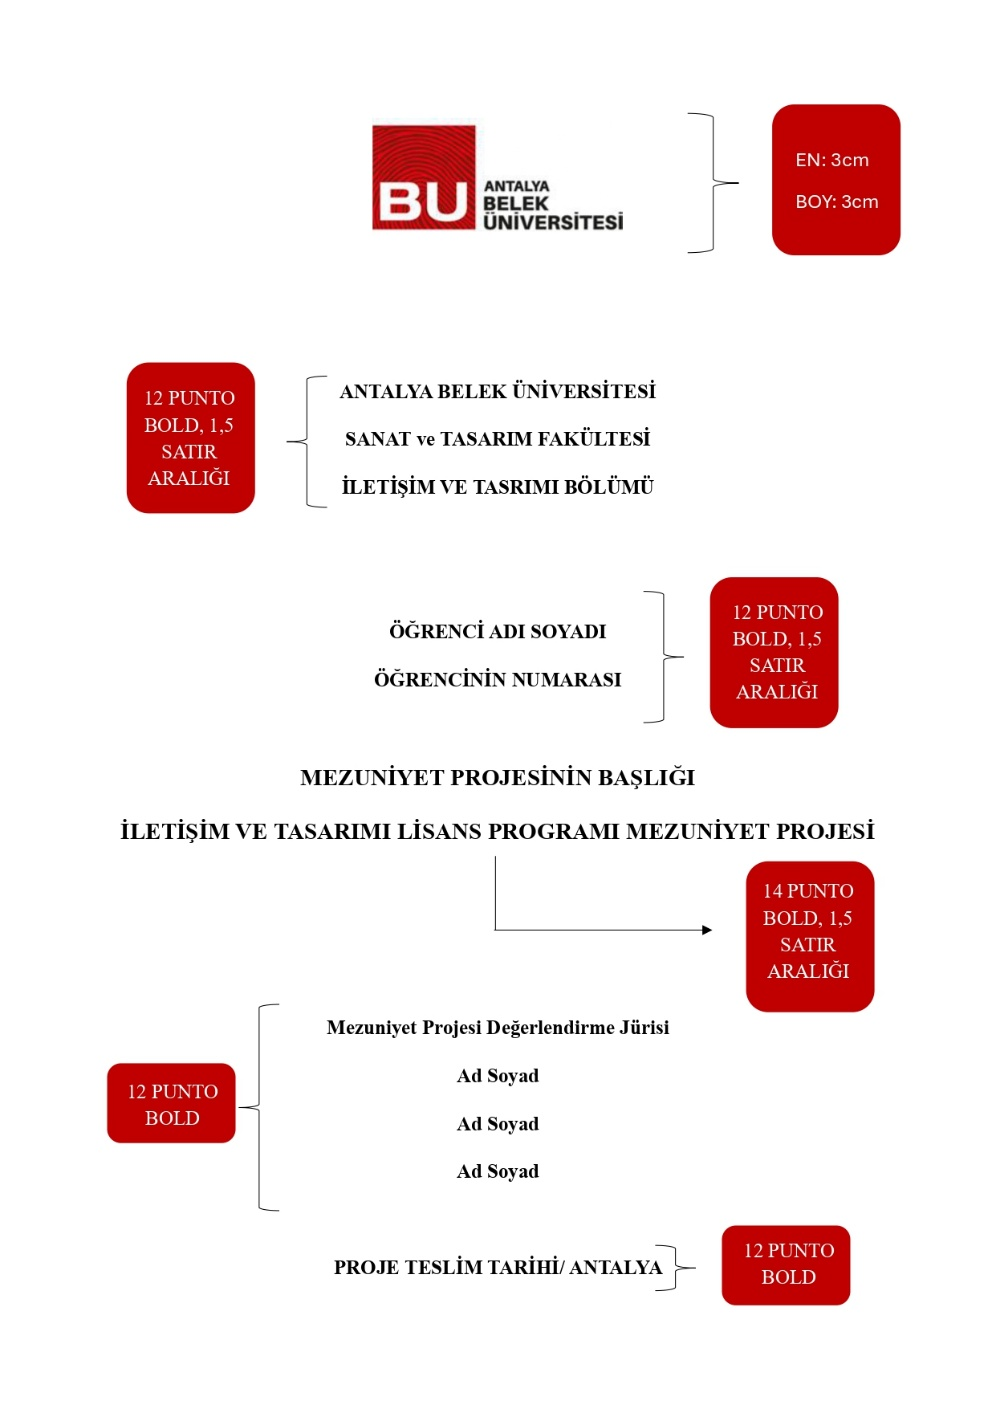 BU
ANTALYA
BELEK
ÜNİVERSİTESİ
EN: 3cm
BOY: 3cm
12 PUNTO
BOLD, 1,5
SATIR
ARALIĞI
ANTALYA BELEK ÜNİVERSİTESİ
SANAT ve TASARIM FAKÜLTESİ
İLETİŞİM VE TASRIMI BÖLÜMÜ
ÖĞRENCİ ADI SOYADI
ÖĞRENCİNİN NUMARASI
12 PUNTO
BOLD, 1,5
SATIR
ARALIĞI
MEZUNİYET PROJESİNİN BAŞLIĞI
İLETİŞİM VE TASARIMI LİSANS PROGRAMI MEZUNİYET PROJESİ
14 PUNTO
BOLD, 1,5
SATIR
ARALIĞI
Mezuniyet Projesi Değerlendirme Jürisi
Ad Soyad
Ad Soyad
Ad Soyad
12 PUNTO
BOLD
PROJE TESLİM TARİHİ/ ANTALYA
12 PUNTO
BOLD